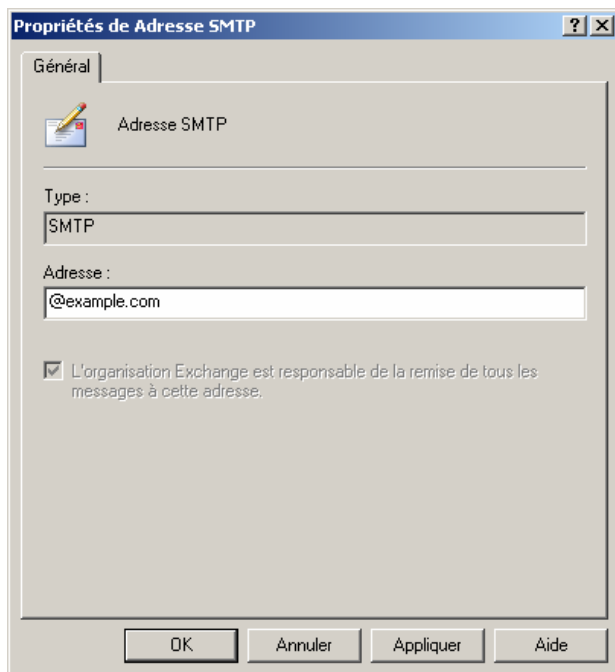 Propriétés de Adresse SMTP
Général
Adresse SMTP
Type :
SMTP
Adresse :
@example.com
L'organisation Exchange est responsable de la remise de tous les
messages à cette adresse.
OK
Annuler
Appliquer
Aide